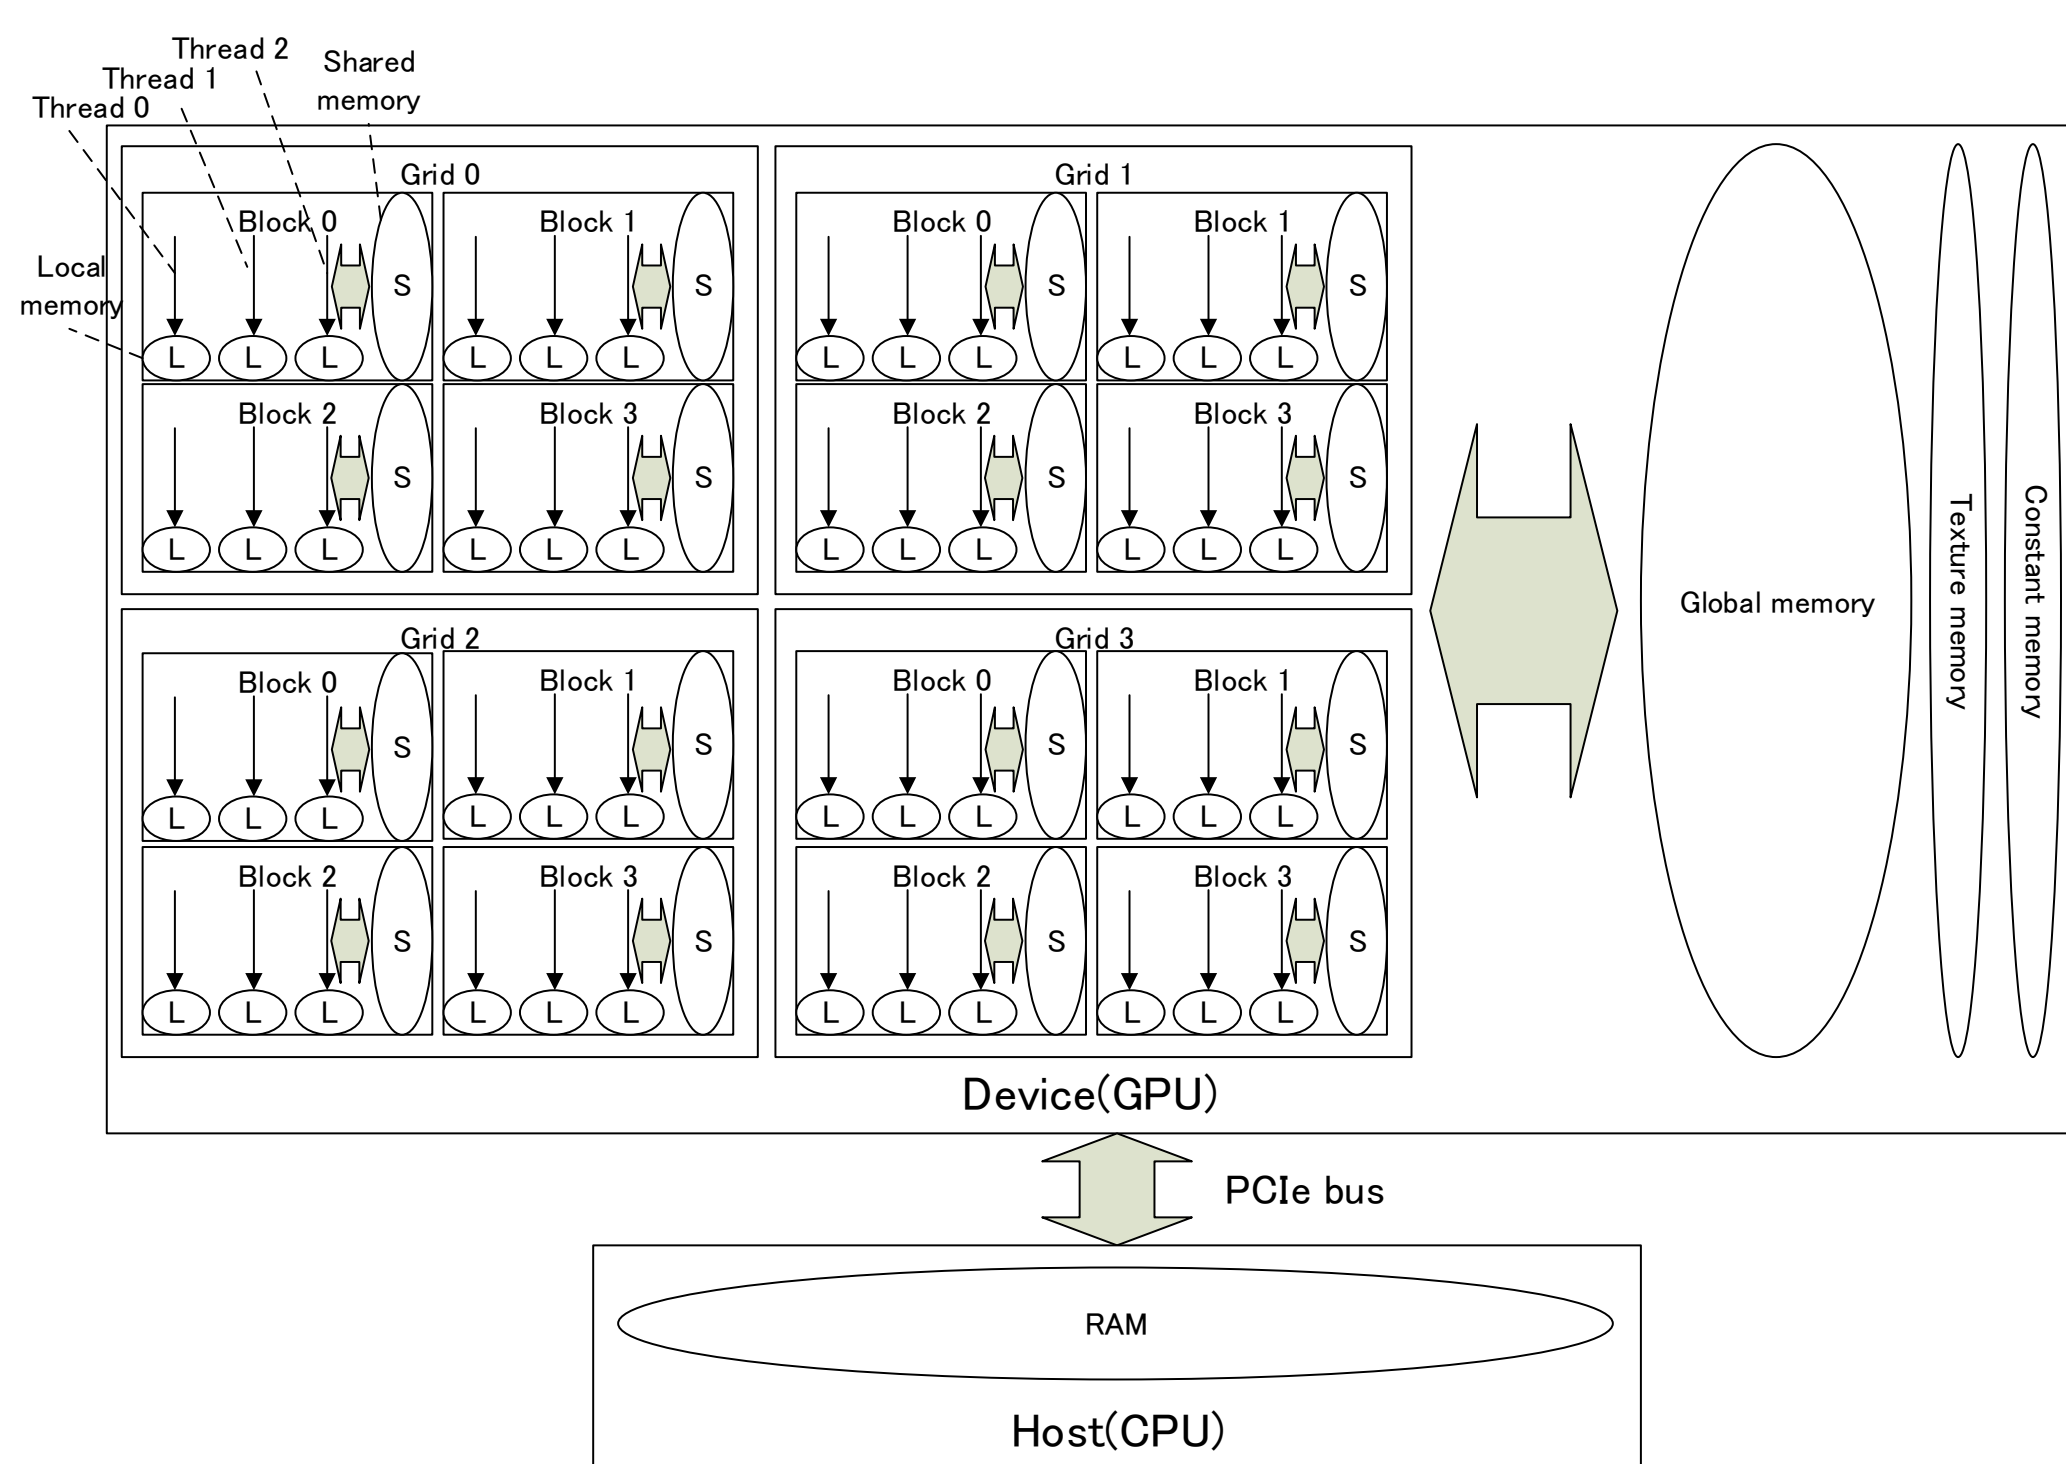 Thread 2
Thread 1
Thread 0
Shared
memory
Local
memory
Grid 0
Block 0
L L L
S
Block 1
L L L
S
Block 2
L L L
S
Block 3
L L L
S
Grid 1
Block 0
L L L
S
Block 1
L L L
S
Block 2
L L L
S
Block 3
L L L
S
Grid 2
Block 0
L L L
S
Block 1
L L L
S
Block 2
L L L
S
Block 3
L L L
S
Grid 3
Block 0
L L L
S
Block 1
L L L
S
Block 2
L L L
S
Block 3
L L L
S
Global memory
Texture memory
Constant memory
Device(GPU)
PCIe bus
RAM
Host(CPU)